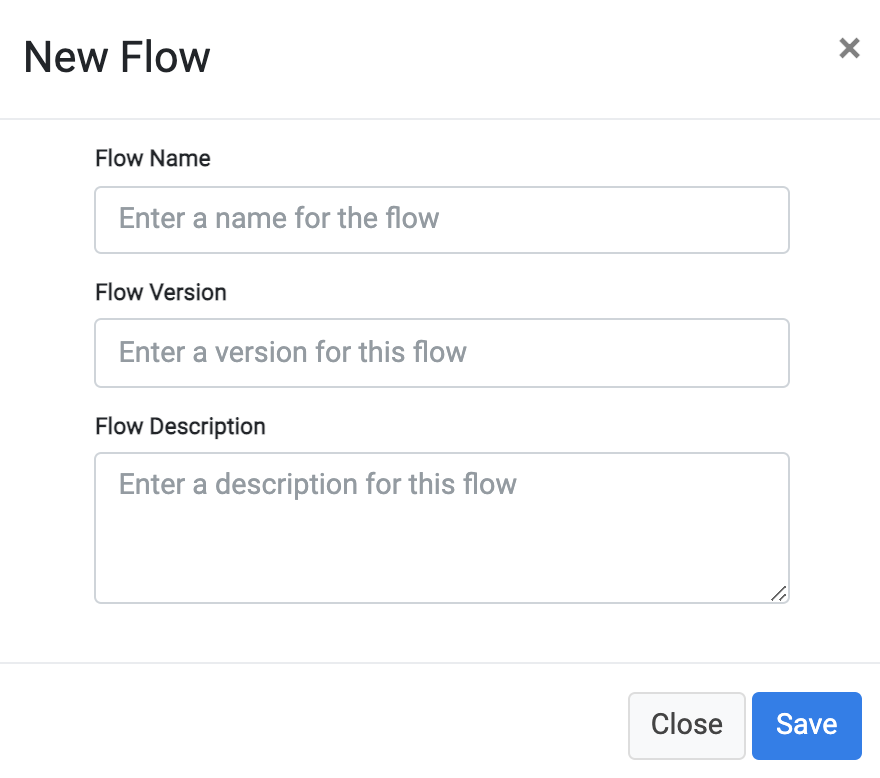 New Flow
×
Flow Name
Enter a name for the flow
Flow Version
Enter a version for this flow
Flow Description
Enter a description for this flow
Close Save